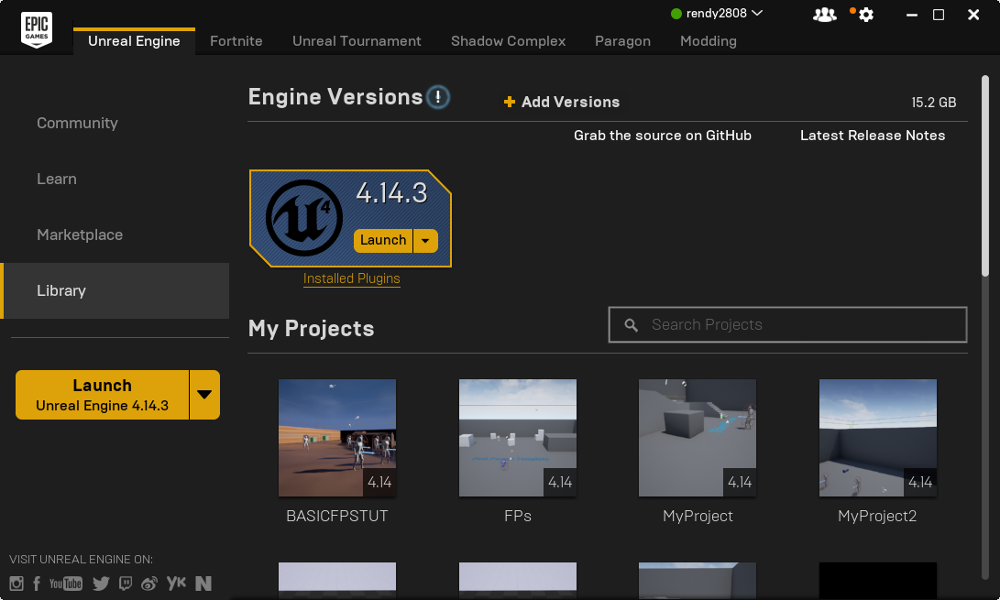 EPIC
GAMES
rendy2808
Unreal Engine
Fortnite
Unreal Tournament
Shadow Complex
Paragon
Modding
Community
Learn
Marketplace
Library
Launch
Unreal Engine 4.14.3
VISIT UNREAL ENGINE ON:
You Tube
Engine Versions
Add Versions
15.2 GB
Grab the source on GitHub
Latest Release Notes
4
4.14.3
Launch
Installed Plugins
My Projects
Search Projects
4.14
BASICFPSTUT
4.14
FPs
4.14
MyProject
4.14
MyProject2